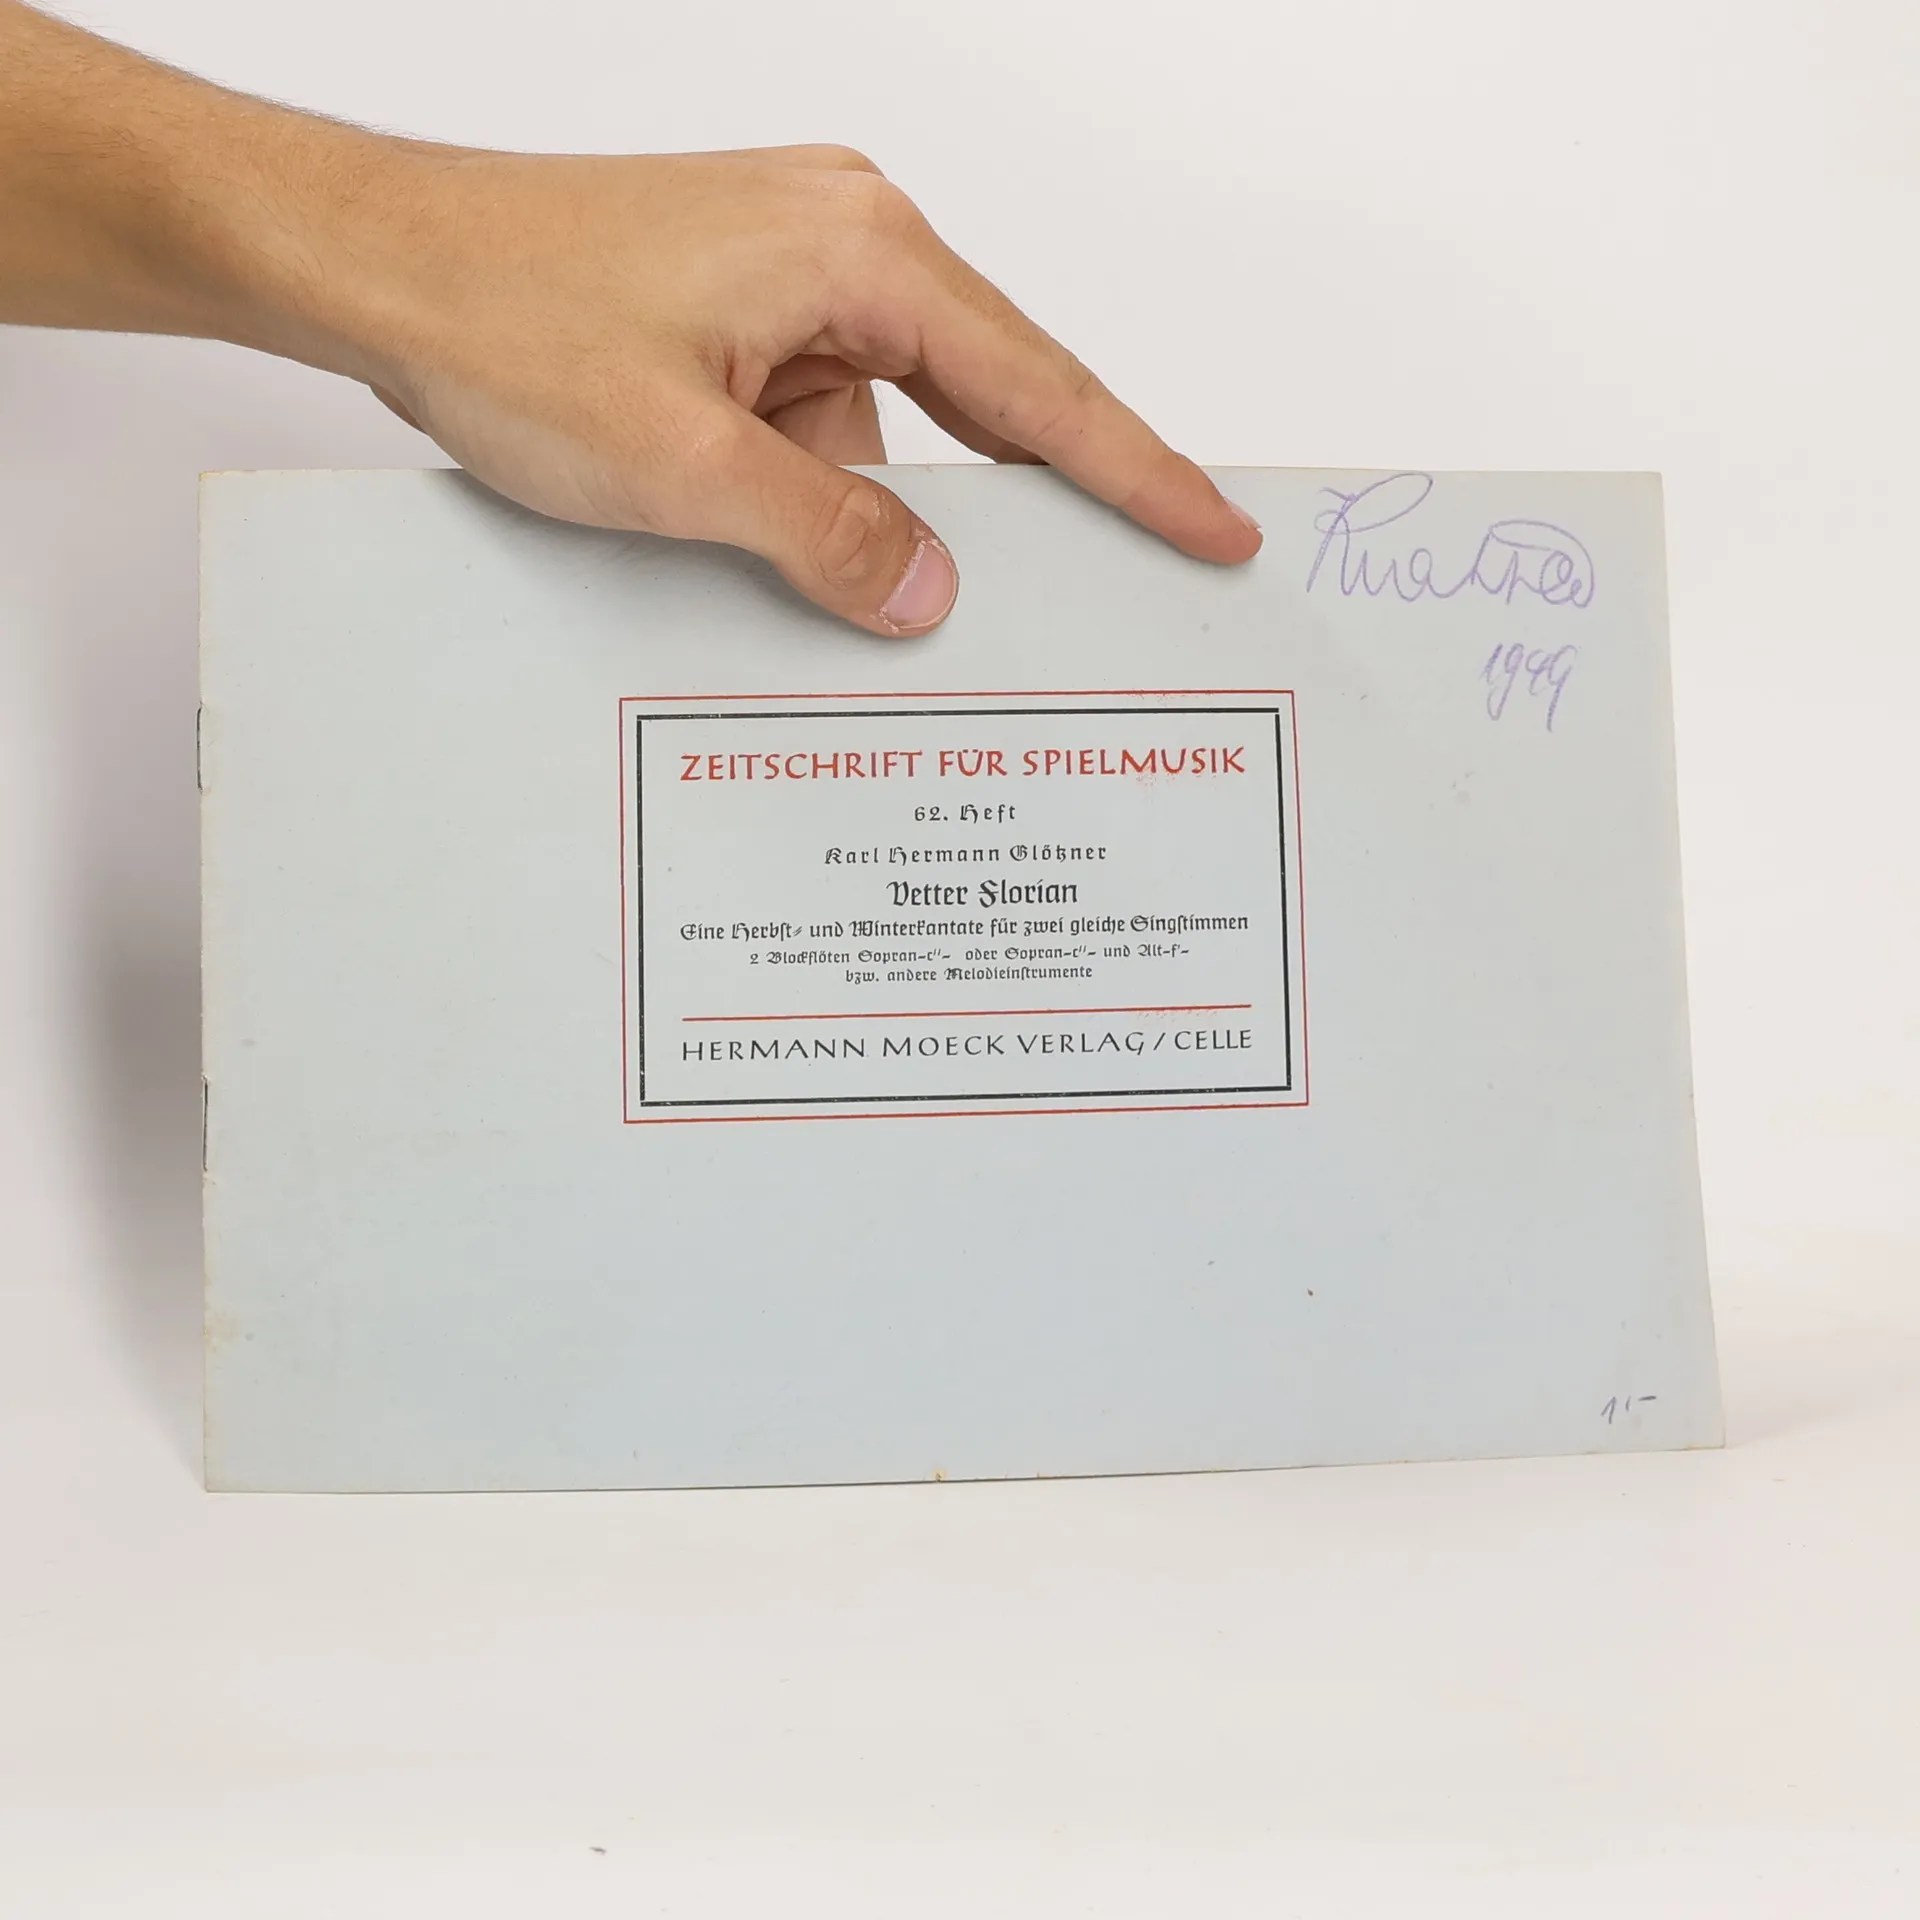 1949
ZEITSCHRIFT FÜR SPIELMUSIK
62. Heft
Karl Hermann Glötzner
Vetter Florian
Eine Herbst- und Winterkantate für zwei gleiche Singstimmen
2 Blockflöten Sopran-c''- oder Sopran-c''- und Alt-f'-
bzw. andere Melodieinstrumente
HERMANN MOECK VERLAG / CELLE
1,-